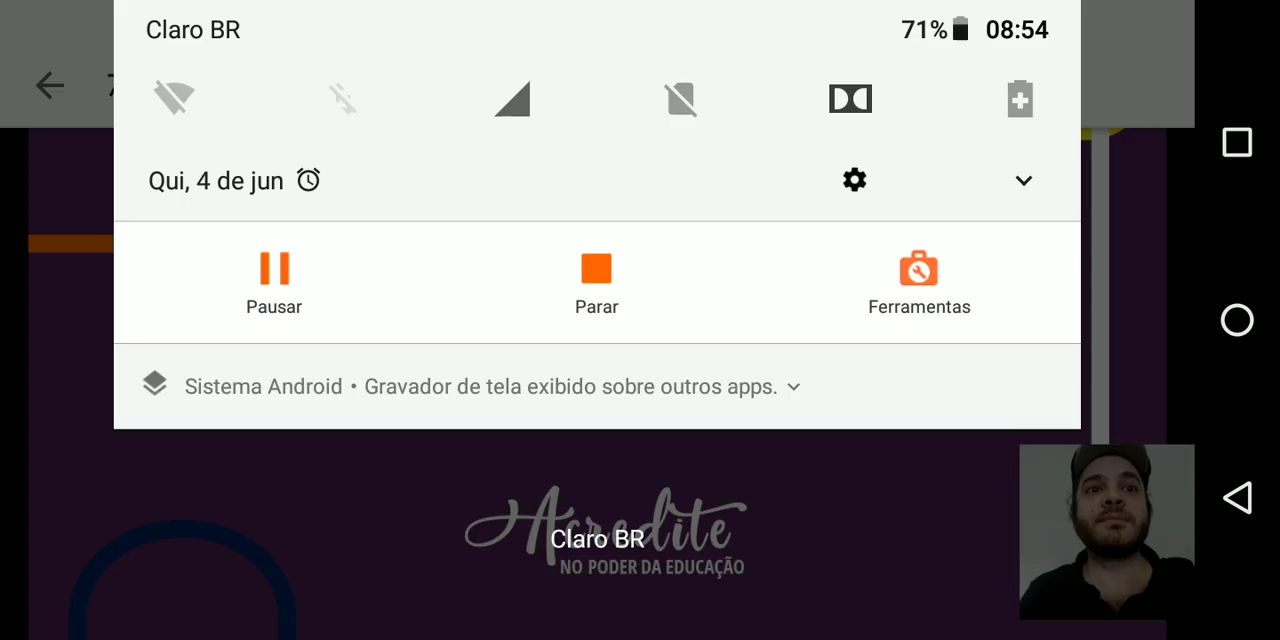 Claro BR
71% 08:54
7
Qui, 4 de jun
Pausar
Parar
Ferramentas
Sistema Android • Gravador de tela exibido sobre outros apps.
Acredite
Claro BR
NO PODER DA EDUCAÇÃO